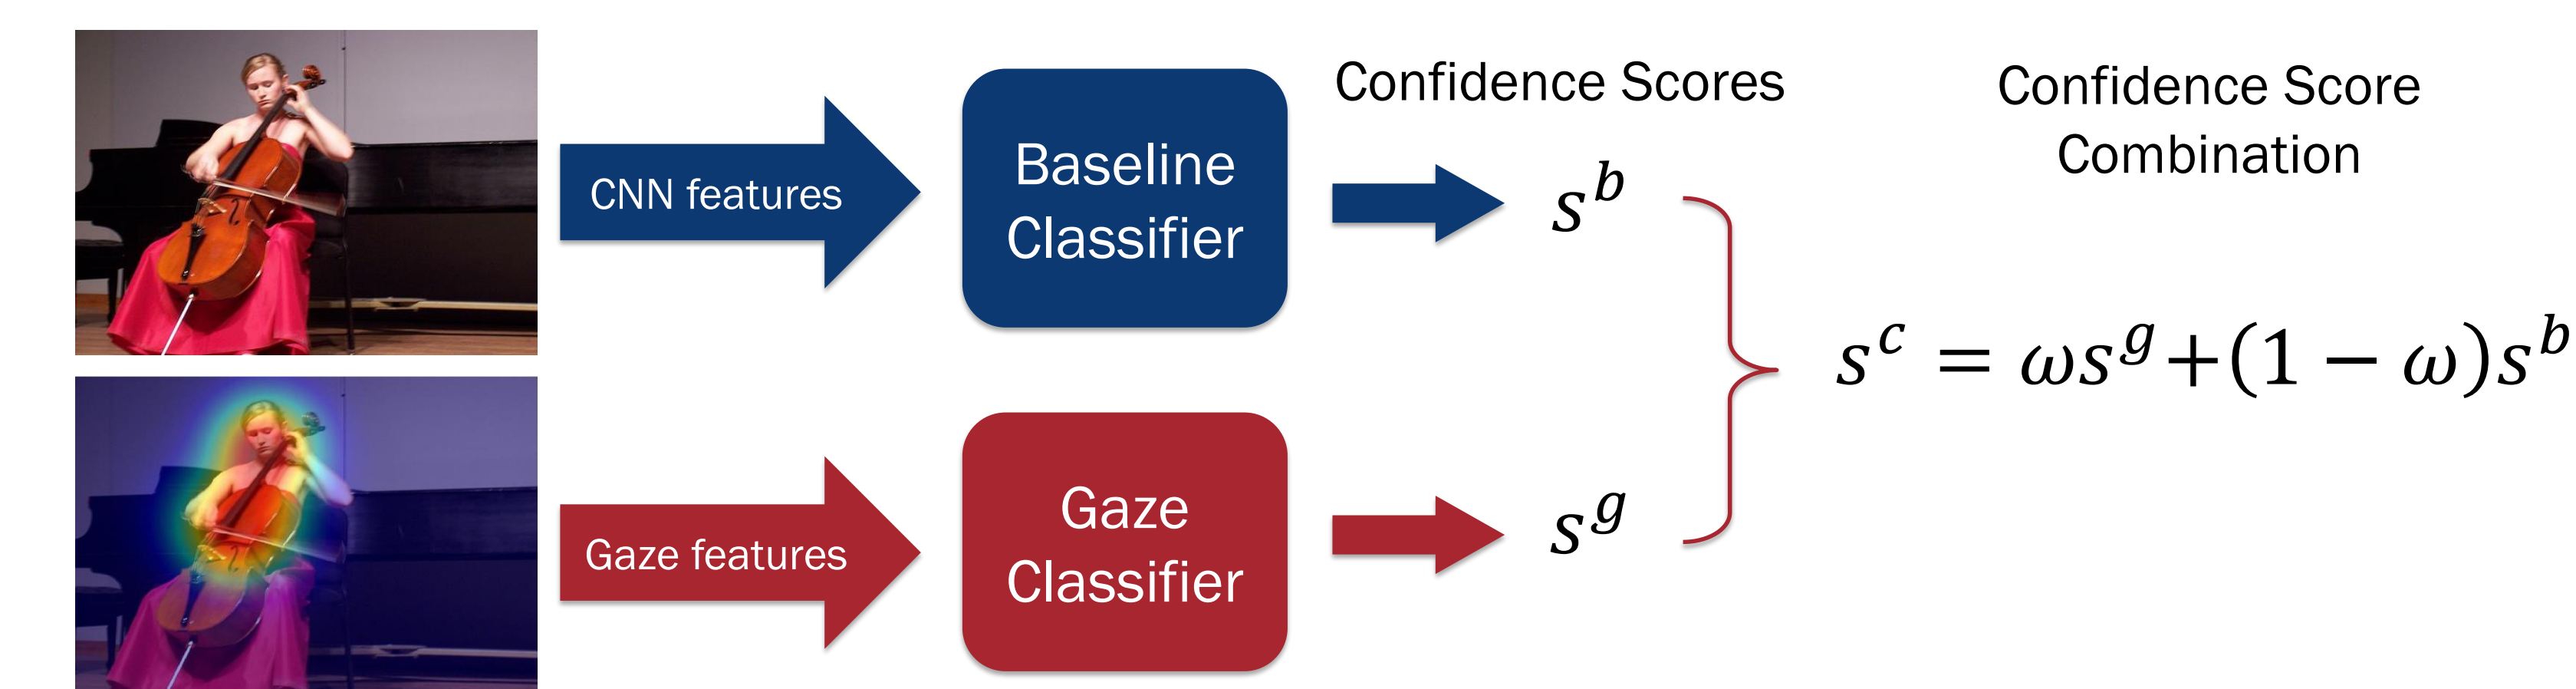 CNN features
Baseline
Classifier
Confidence Scores
s^b
Confidence Score
Combination
Gaze features
Gaze
Classifier
s^g
s^c = ωs^g+(1 − ω)s^b